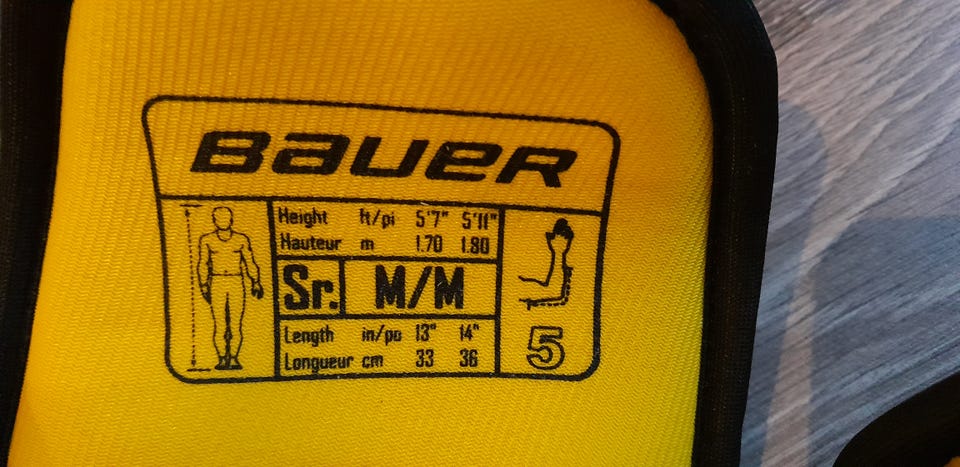 BAUER
Height ft/pi 5'7" 5'11"
Hauteur m 1.70 1.80
Sr. M/M
Length in/po 13" 14"
Longueur cm 33 36
5